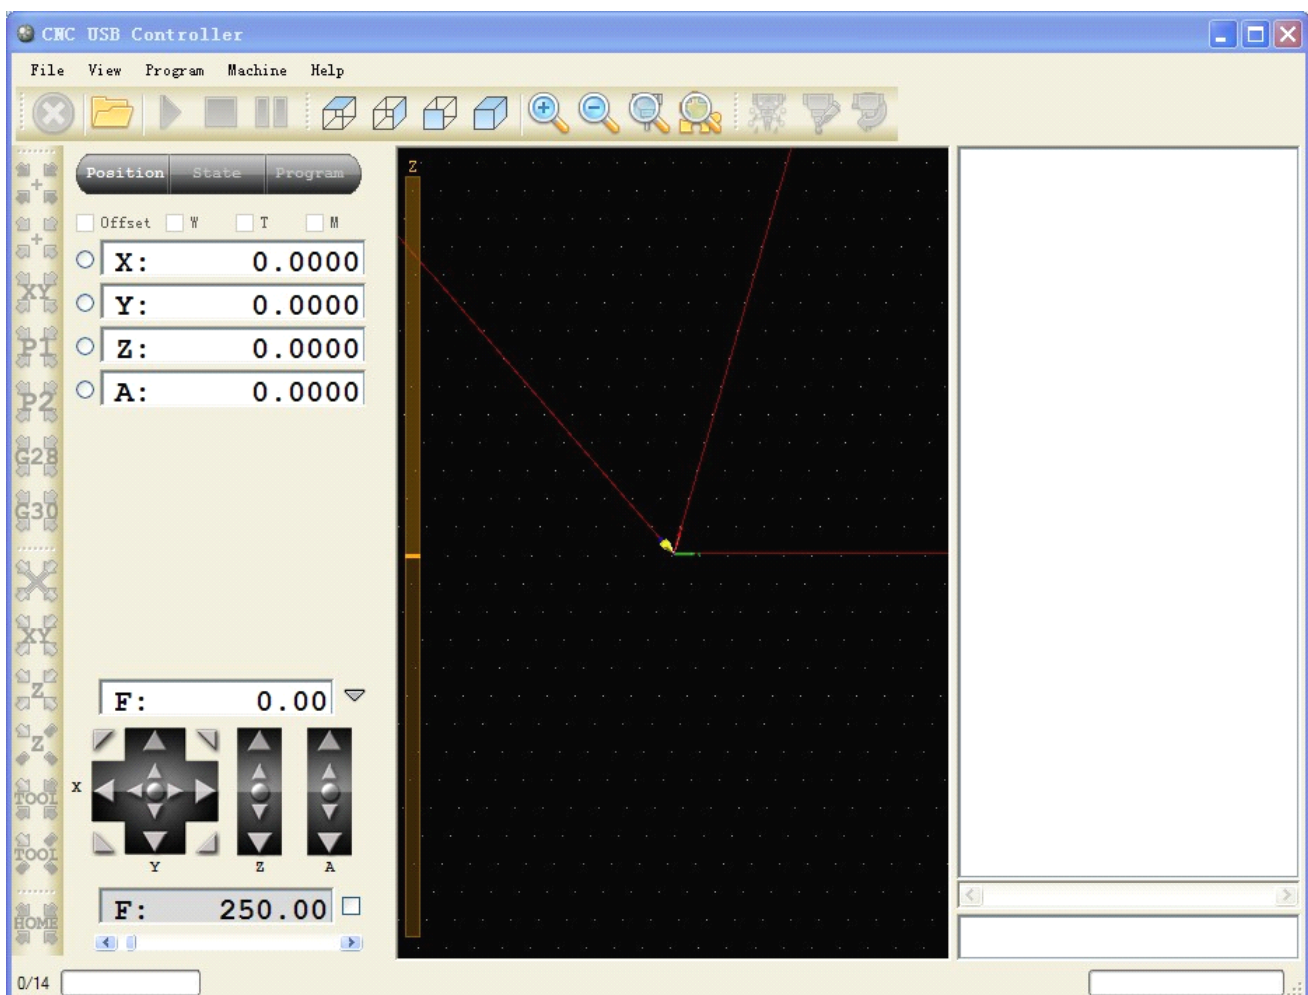 CNC USB Controller
File View Program Machine Help
Position State Program
Offset W T M
X: 0.0000
Y: 0.0000
Z: 0.0000
A: 0.0000
F: 0.00
X
Y Z A
F: 250.00
XY
P1
P2
G28
G30
XY
Z
Z
TOOL
TOOL
HOME
Z
0/14